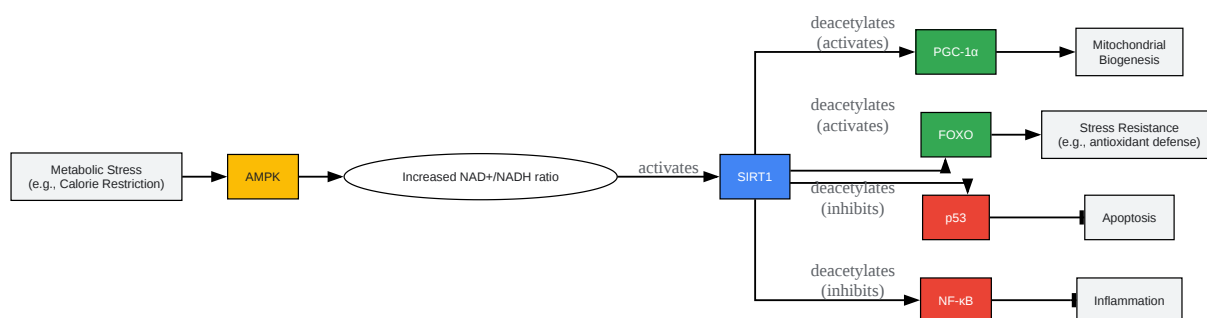 Metabolic Stress
(e.g., Calorie Restriction)
AMPK
Increased NAD+/NADH ratio
activates
SIRT1
deacetylates
(activates)
PGC-1α
Mitochondrial
Biogenesis
deacetylates
(activates)
FOXO
Stress Resistance
(e.g., antioxidant defense)
deacetylates
(inhibits)
p53
Apoptosis
deacetylates
(inhibits)
NF-κB
Inflammation